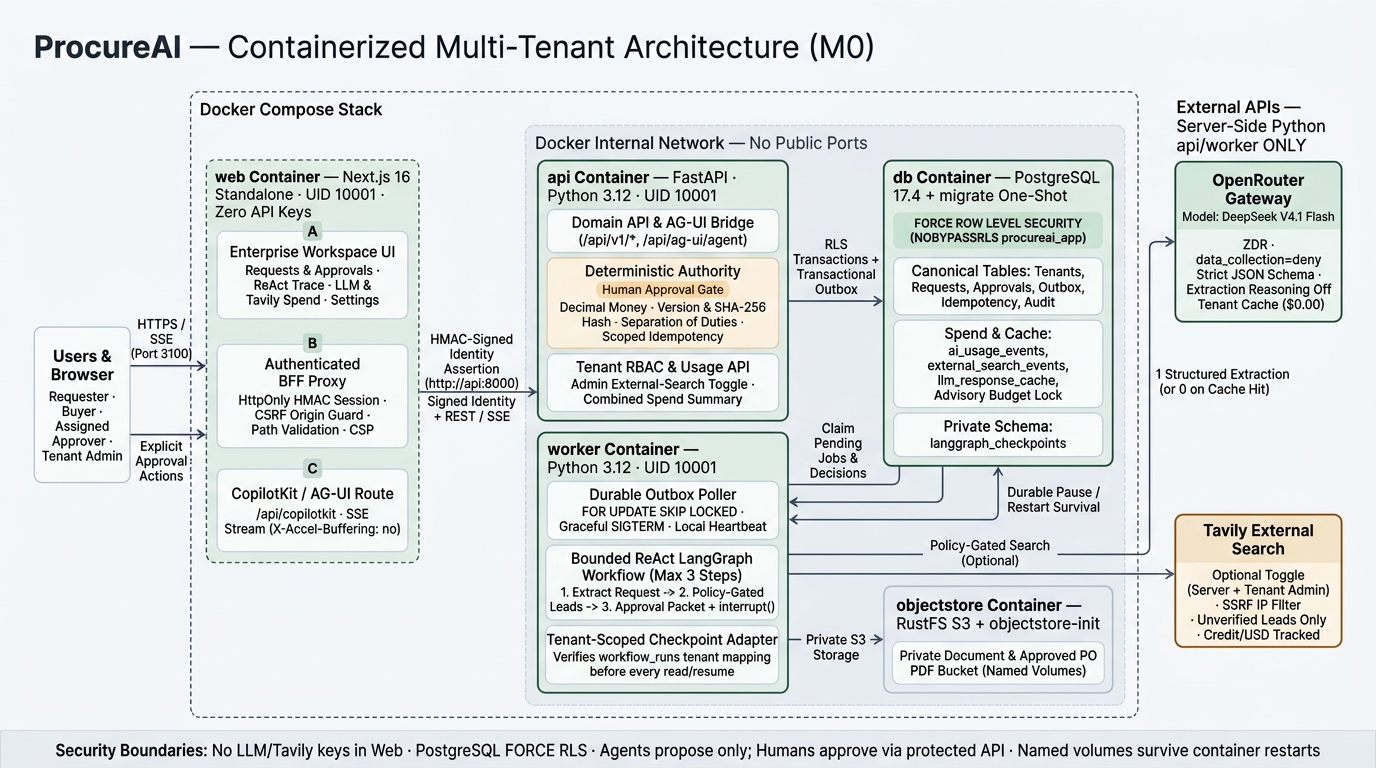 ProcureAI — Containerized Multi-Tenant Architecture (M0)
Docker Compose Stack
Users &
Browser
Requester ·
Buyer ·
Assigned
Approver ·
Tenant Admin
HTTPS /
SSE
(Port 3100)
Explicit
Approval
Actions
web Container — Next.js 16
Standalone · UID 10001 ·
Zero API Keys
A
Enterprise Workspace UI
Requests & Approvals ·
ReAct Trace · LLM &
Tavily Spend · Settings
B
Authenticated
BFF Proxy
HttpOnly HMAC Session ·
CSRF Origin Guard ·
Path Validation · CSP
C
CopilotKit / AG-UI Route
/api/copilotkit · SSE
Stream (X-Accel-Buffering: no)
HMAC-Signed
Identity
Assertion
(http://api:8000)
Signed Identity
+ REST / SSE
Docker Internal Network — No Public Ports
api Container — FastAPI ·
Python 3.12 · UID 10001
Domain API & AG-UI Bridge
(/api/v1/*, /api/ag-ui/agent)
Deterministic Authority
Human Approval Gate
Decimal Money · Version & SHA-256
Hash · Separation of Duties ·
Scoped Idempotency
Tenant RBAC & Usage API
Admin External-Search Toggle ·
Combined Spend Summary
worker Container —
Python 3.12 · UID 10001
Durable Outbox Poller
FOR UPDATE SKIP LOCKED ·
Graceful SIGTERM · Local Heartbeat
Bounded ReAct LangGraph
Workflow (Max 3 Steps)
1. Extract Request -> 2. Policy-Gated
Leads -> 3. Approval Packet + interrupt()
Tenant-Scoped Checkpoint Adapter
Verifies workflow_runs tenant mapping
before every read/resume
RLS
Transactions +
Transactional
Outbox
Claim
Pending
Jobs &
Decisions
Durable Pause /
Restart Survival
Policy-Gated Search
(Optional)
Private S3
Storage
db Container — PostgreSQL
17.4 + migrate One-Shot
FORCE ROW LEVEL SECURITY
(NOBYPASSRLS procureai_app)
Canonical Tables: Tenants,
Requests, Approvals, Outbox,
Idempotency, Audit
Spend & Cache:
ai_usage_events,
external_search_events,
llm_response_cache,
Advisory Budget Lock
Private Schema:
langgraph_checkpoints
objectstore Container —
RustFS S3 + objectstore-init
Private Document & Approved PO
PDF Bucket (Named Volumes)
External APIs —
Server-Side Python
api/worker ONLY
OpenRouter
Gateway
Model: DeepSeek V4.1 Flash
ZDR ·
data_collection=deny
Strict JSON Schema ·
Extraction Reasoning Off
Tenant Cache ($0.00)
1 Structured Extraction
(or 0 on Cache Hit)
Tavily External
Search
Optional Toggle
(Server + Tenant Admin)
· SSRF IP Filter
· Unverified Leads Only
· Credit/USD Tracked
Security Boundaries: No LLM/Tavily keys in Web · PostgreSQL FORCE RLS · Agents propose only; Humans approve via protected API · Named volumes survive container restarts